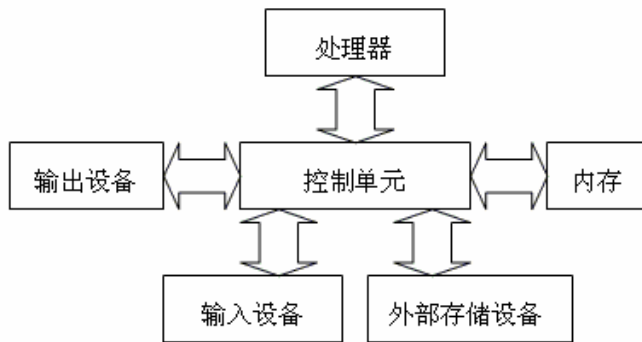 处理器
输出设备
控制单元
内存
输入设备
外部存储设备